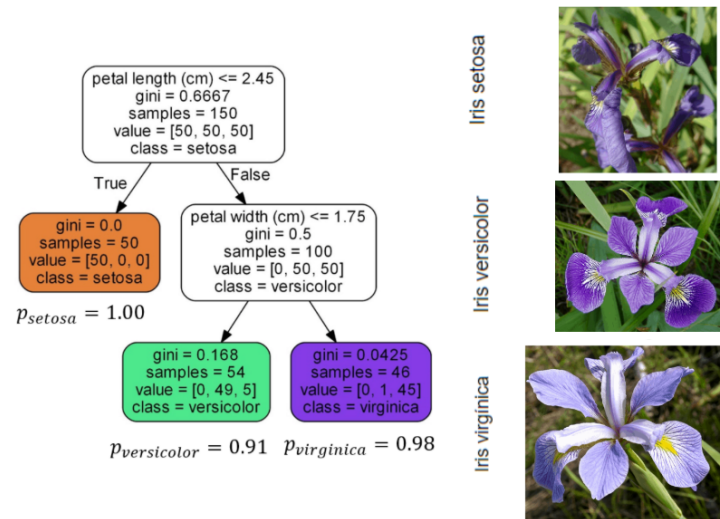 petal length (cm) <= 2.45
gini = 0.6667
samples = 150
value = [50, 50, 50]
class = setosa
True
False
gini = 0.0
samples = 50
value = [50, 0, 0]
class = setosa
p_setosa = 1.00
petal width (cm) <= 1.75
gini = 0.5
samples = 100
value = [0, 50, 50]
class = versicolor
gini = 0.168
samples = 54
value = [0, 49, 5]
class = versicolor
p_versicolor = 0.91
gini = 0.0425
samples = 46
value = [0, 1, 45]
class = virginica
p_virginica = 0.98
Iris setosa
Iris versicolor
Iris virginica